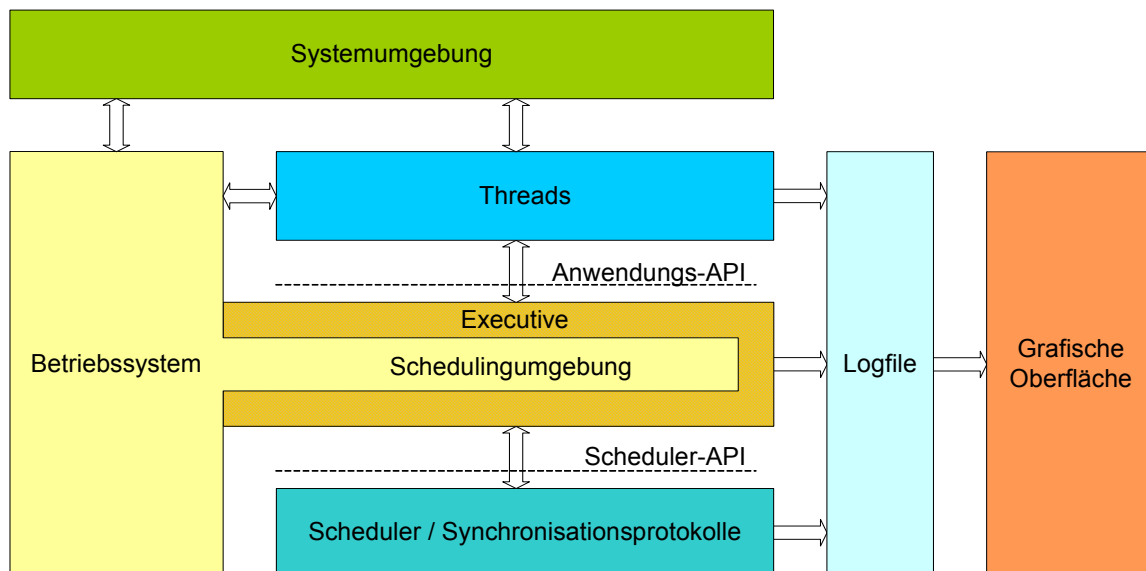 Systemumgebung
Threads
Anwendungs-API
Executive
Betriebssystem
Schedulingumgebung
Logfile
Grafische
Oberfläche
Scheduler-API
Scheduler / Synchronisationsprotokolle